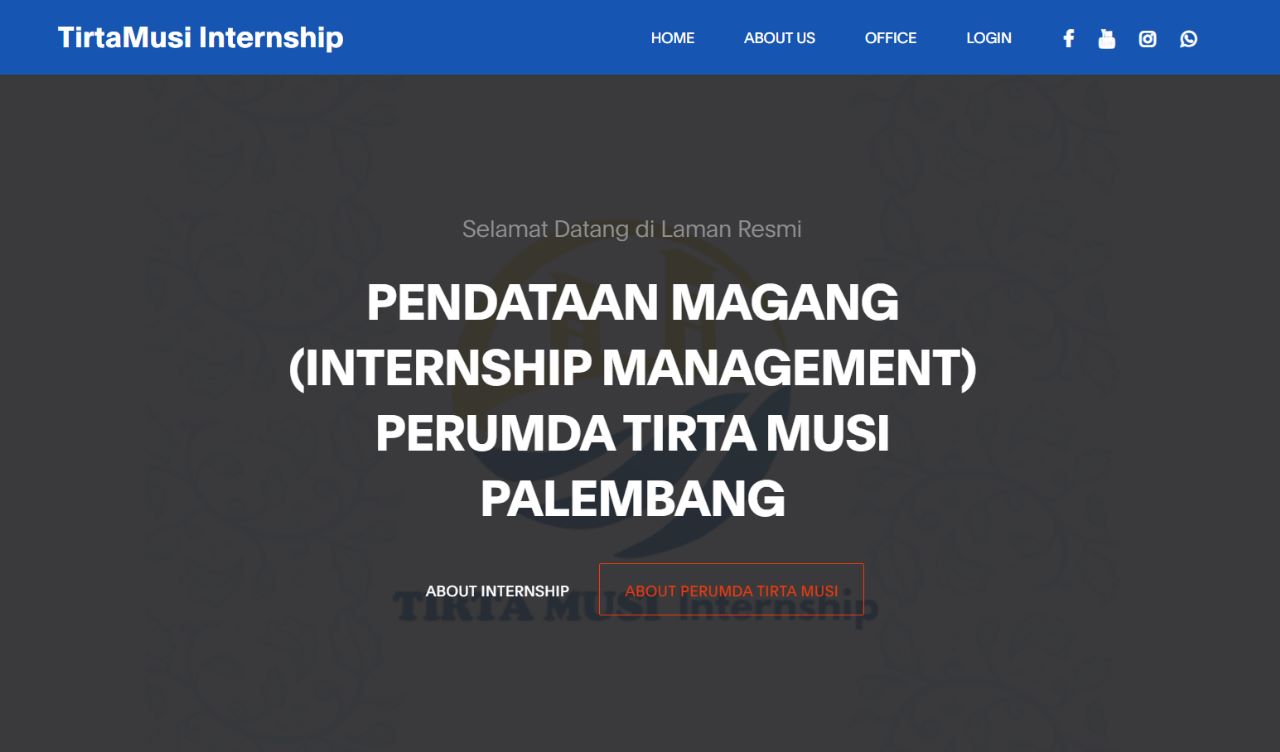 TirtaMusi Internship
HOME
ABOUT US
OFFICE
LOGIN
Selamat Datang di Laman Resmi
PENDATAAN MAGANG
(INTERNSHIP MANAGEMENT)
PERUMDA TIRTA MUSI
PALEMBANG
ABOUT INTERNSHIP
ABOUT PERUMDA TIRTA MUSI
TIRTA MUSI Internship